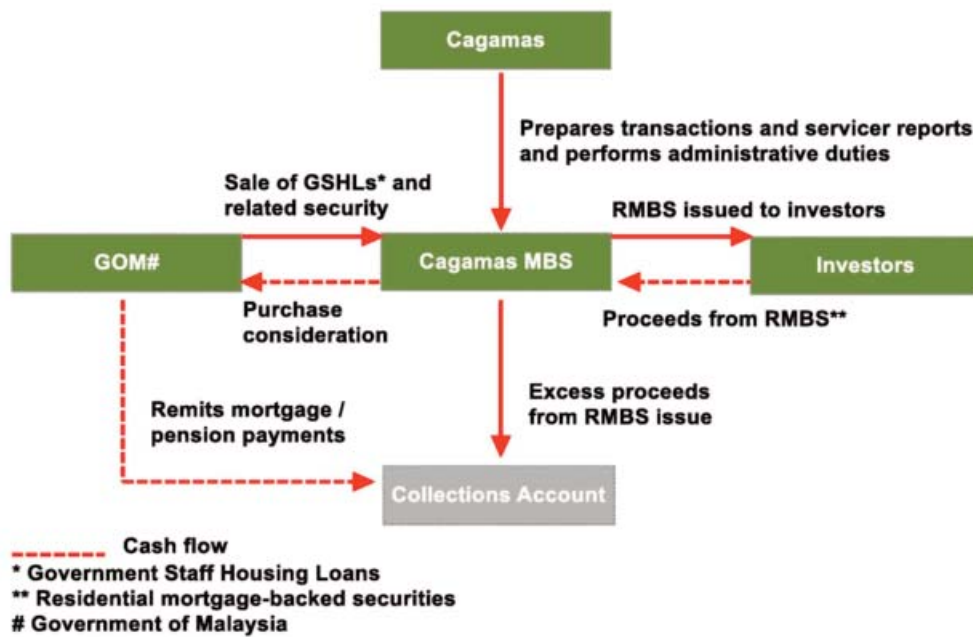 Cagamas
Prepares transactions and servicer reports
and performs administrative duties
Sale of GSHLs* and
related security
RMBS issued to investors
GOM#
Cagamas MBS
Investors
Purchase
consideration
Proceeds from RMBS**
Remits mortgage /
pension payments
Excess proceeds
from RMBS issue
Collections Account
Cash flow
* Government Staff Housing Loans
** Residential mortgage-backed securities
# Government of Malaysia